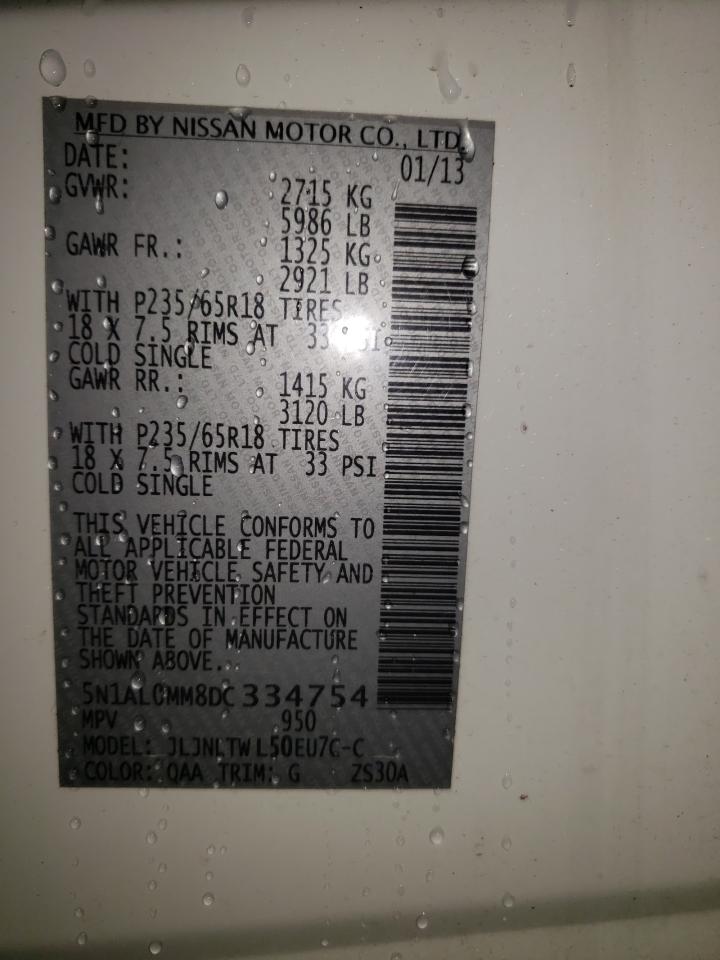 MFD BY NISSAN MOTOR CO., LTD.
DATE: 01/13
GVWR: 2715 KG
5986 LB
GAWR FR.: 1325 KG
2921 LB
WITH P235/65R18 TIRES
18 X 7.5 RIMS AT 33 PSI
COLD SINGLE
GAWR RR.: 1415 KG
3120 LB
WITH P235/65R18 TIRES
18 X 7.5 RIMS AT 33 PSI
COLD SINGLE
THIS VEHICLE CONFORMS TO
ALL APPLICABLE FEDERAL
MOTOR VEHICLE SAFETY AND
THEFT PREVENTION
STANDARDS IN EFFECT ON
THE DATE OF MANUFACTURE
SHOWN ABOVE.
5N1AL0MM8DC334754
MPV 950
MODEL: JLJNLTWL50EU7C-C
COLOR: QAA TRIM: G ZS30A